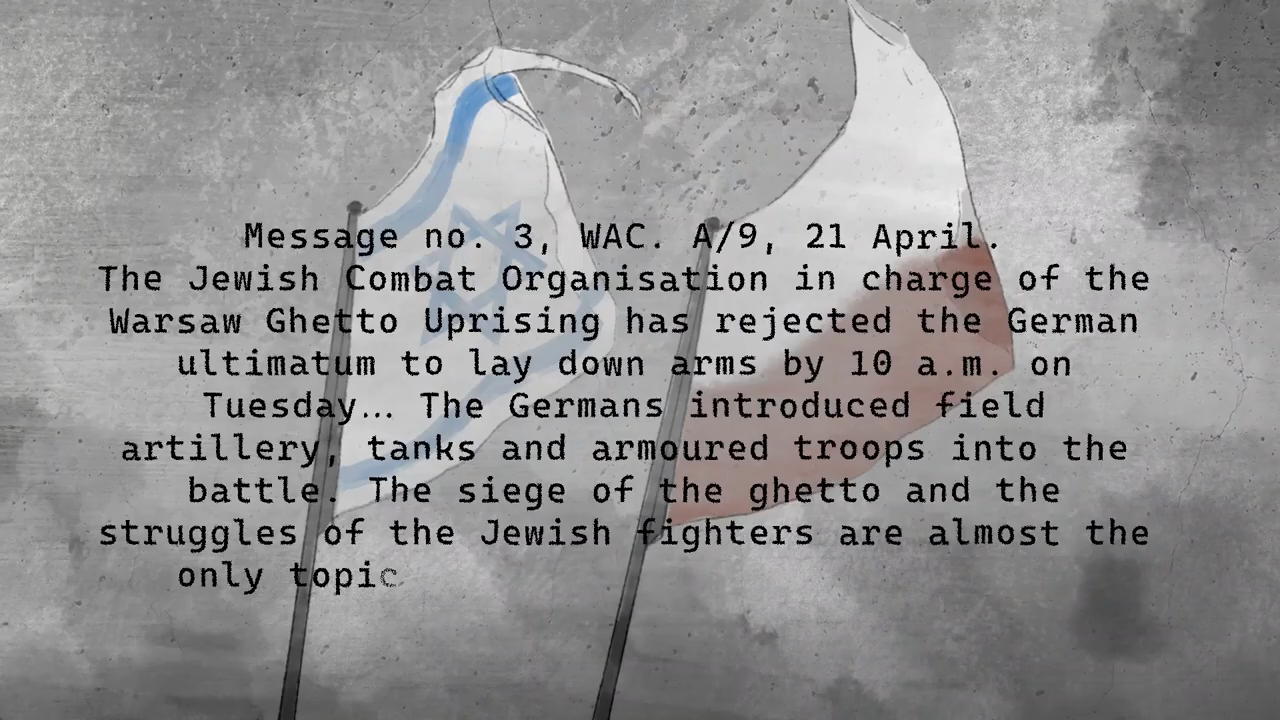 Message no. 3, WAC. A/9, 21 April.
The Jewish Combat Organisation in charge of the
Warsaw Ghetto Uprising has rejected the German
ultimatum to lay down arms by 10 a.m. on
Tuesday... The Germans introduced field
artillery, tanks and armoured troops into the
battle. The siege of the ghetto and the
struggles of the Jewish fighters are almost the
only topic